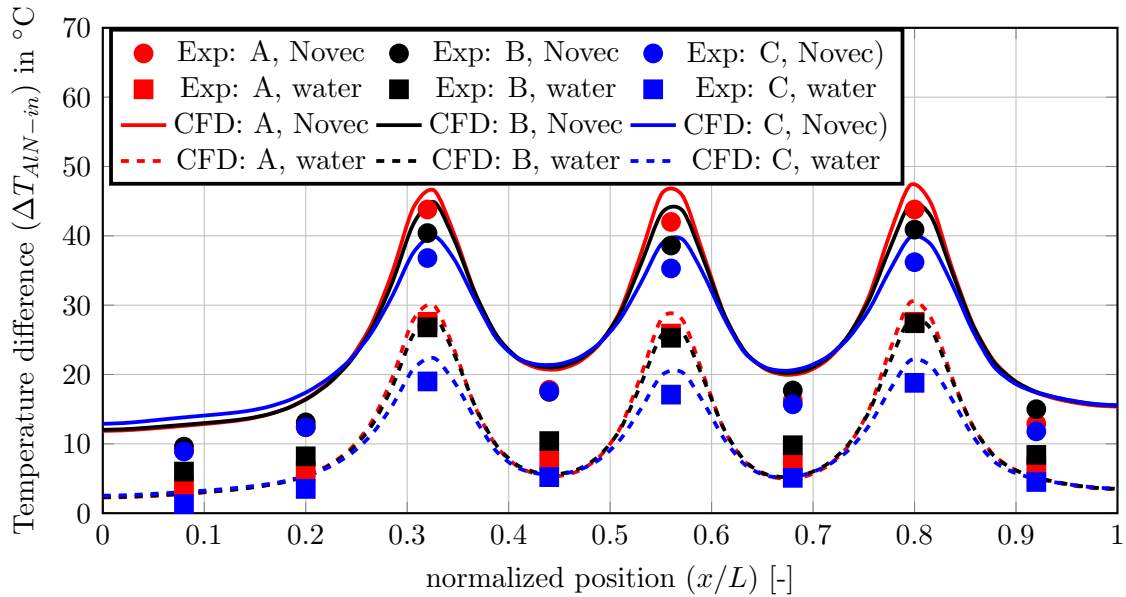 Temperature difference (ΔT_AlN−in) in °C
70
60
50
40
30
20
10
0
Exp: A, Novec Exp: B, Novec Exp: C, Novec)
Exp: A, water Exp: B, water Exp: C, water
CFD: A, Novec CFD: B, Novec CFD: C, Novec)
CFD: A, water CFD: B, water CFD: C, water
0 0.1 0.2 0.3 0.4 0.5 0.6 0.7 0.8 0.9 1
normalized position (x/L) [-]